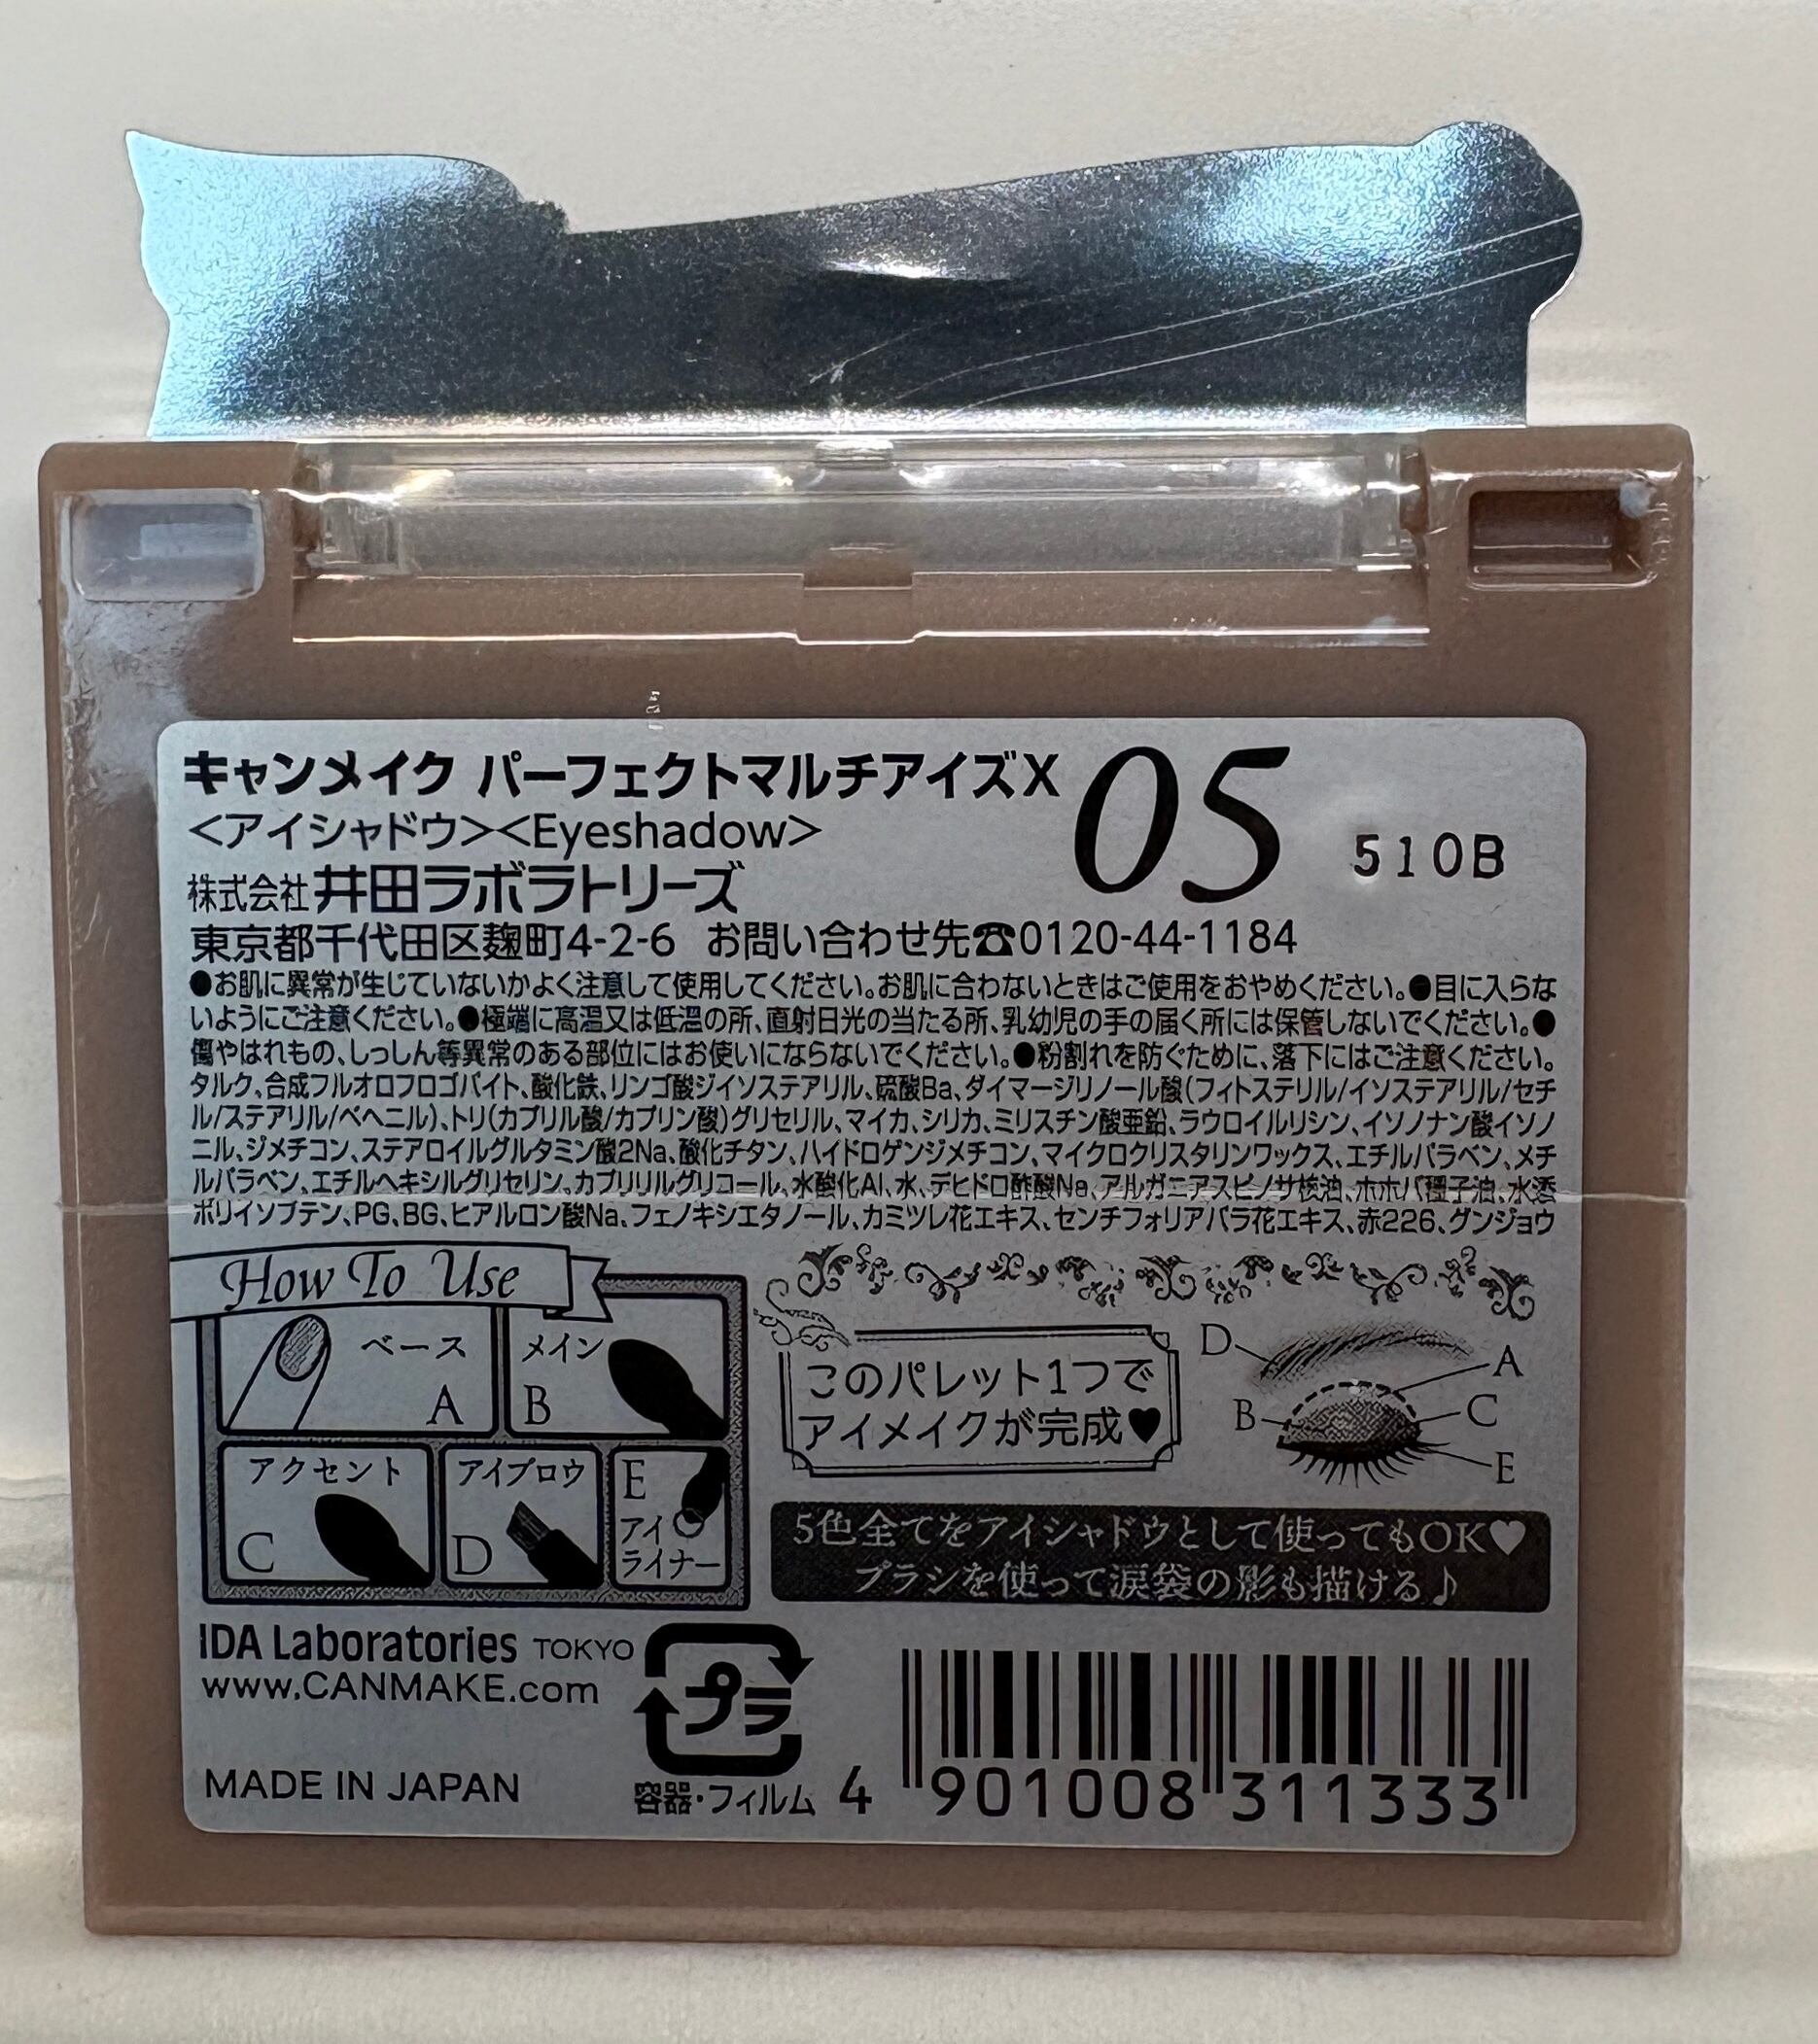 キャンメイク パーフェクトマルチアイズX 05 510B
<アイシャドウ><Eyeshadow>
株式会社井田ラボラトリーズ
東京都千代田区麹町4-2-6 お問い合わせ先☎0120-44-1184
●お肌に異常が生じていないかよく注意して使用してください。お肌に合わないときはご使用をおやめください。●目に入らな
いようにご注意ください。●極端に高温又は低温の所、直射日光の当たる所、乳幼児の手の届く所には保管しないでください。●
傷やはれもの、しっしん等異常のある部位にはお使いにならないでください。●粉割れを防ぐために、落下にはご注意ください。
タルク、合成フルオロフロゴパイト、酸化鉄、リンゴ酸ジイソステアリル、硫酸Ba、ダイマージリノール酸(フィトステリル/イソステアリル/セチ
ル/ステアリル/ベヘニル)、トリ(カプリル酸/カプリン酸)グリセリル、マイカ、シリカ、ミリスチン酸亜鉛、ラウロイルリシン、イソノナン酸イソノ
ニル、ジメチコン、ステアロイルグルタミン酸2Na、酸化チタン、ハイドロゲンジメチコン、マイクロクリスタリンワックス、エチルパラベン、メチ
ルパラベン、エチルヘキシルグリセリン、カプリリルグリコール、水酸化Al、水、デヒドロ酢酸Na、アルガニアスピノサ核油、ホホバ種子油、水添
ポリイソブテン、PG、BG、ヒアルロン酸Na、フェノキシエタノール、カミツレ花エキス、センチフォリアバラ花エキス、赤226、グンジョウ
How To Use
ベース
A
メイン
B
アクセント
C
アイブロウ
D
E
アイ
ライナー
このパレット1つで
アイメイクが完成♥
D
A
B
C
E
5色全てをアイシャドウとして使ってもOK♡
ブラシを使って涙袋の影も描ける♪
IDA Laboratories TOKYO
www.CANMAKE.com
MADE IN JAPAN
プラ
容器・フィルム
4 901008 311333